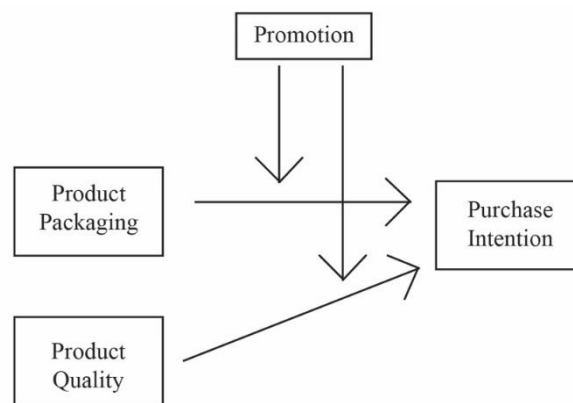 Promotion
Product
Packaging
Purchase
Intention
Product
Quality